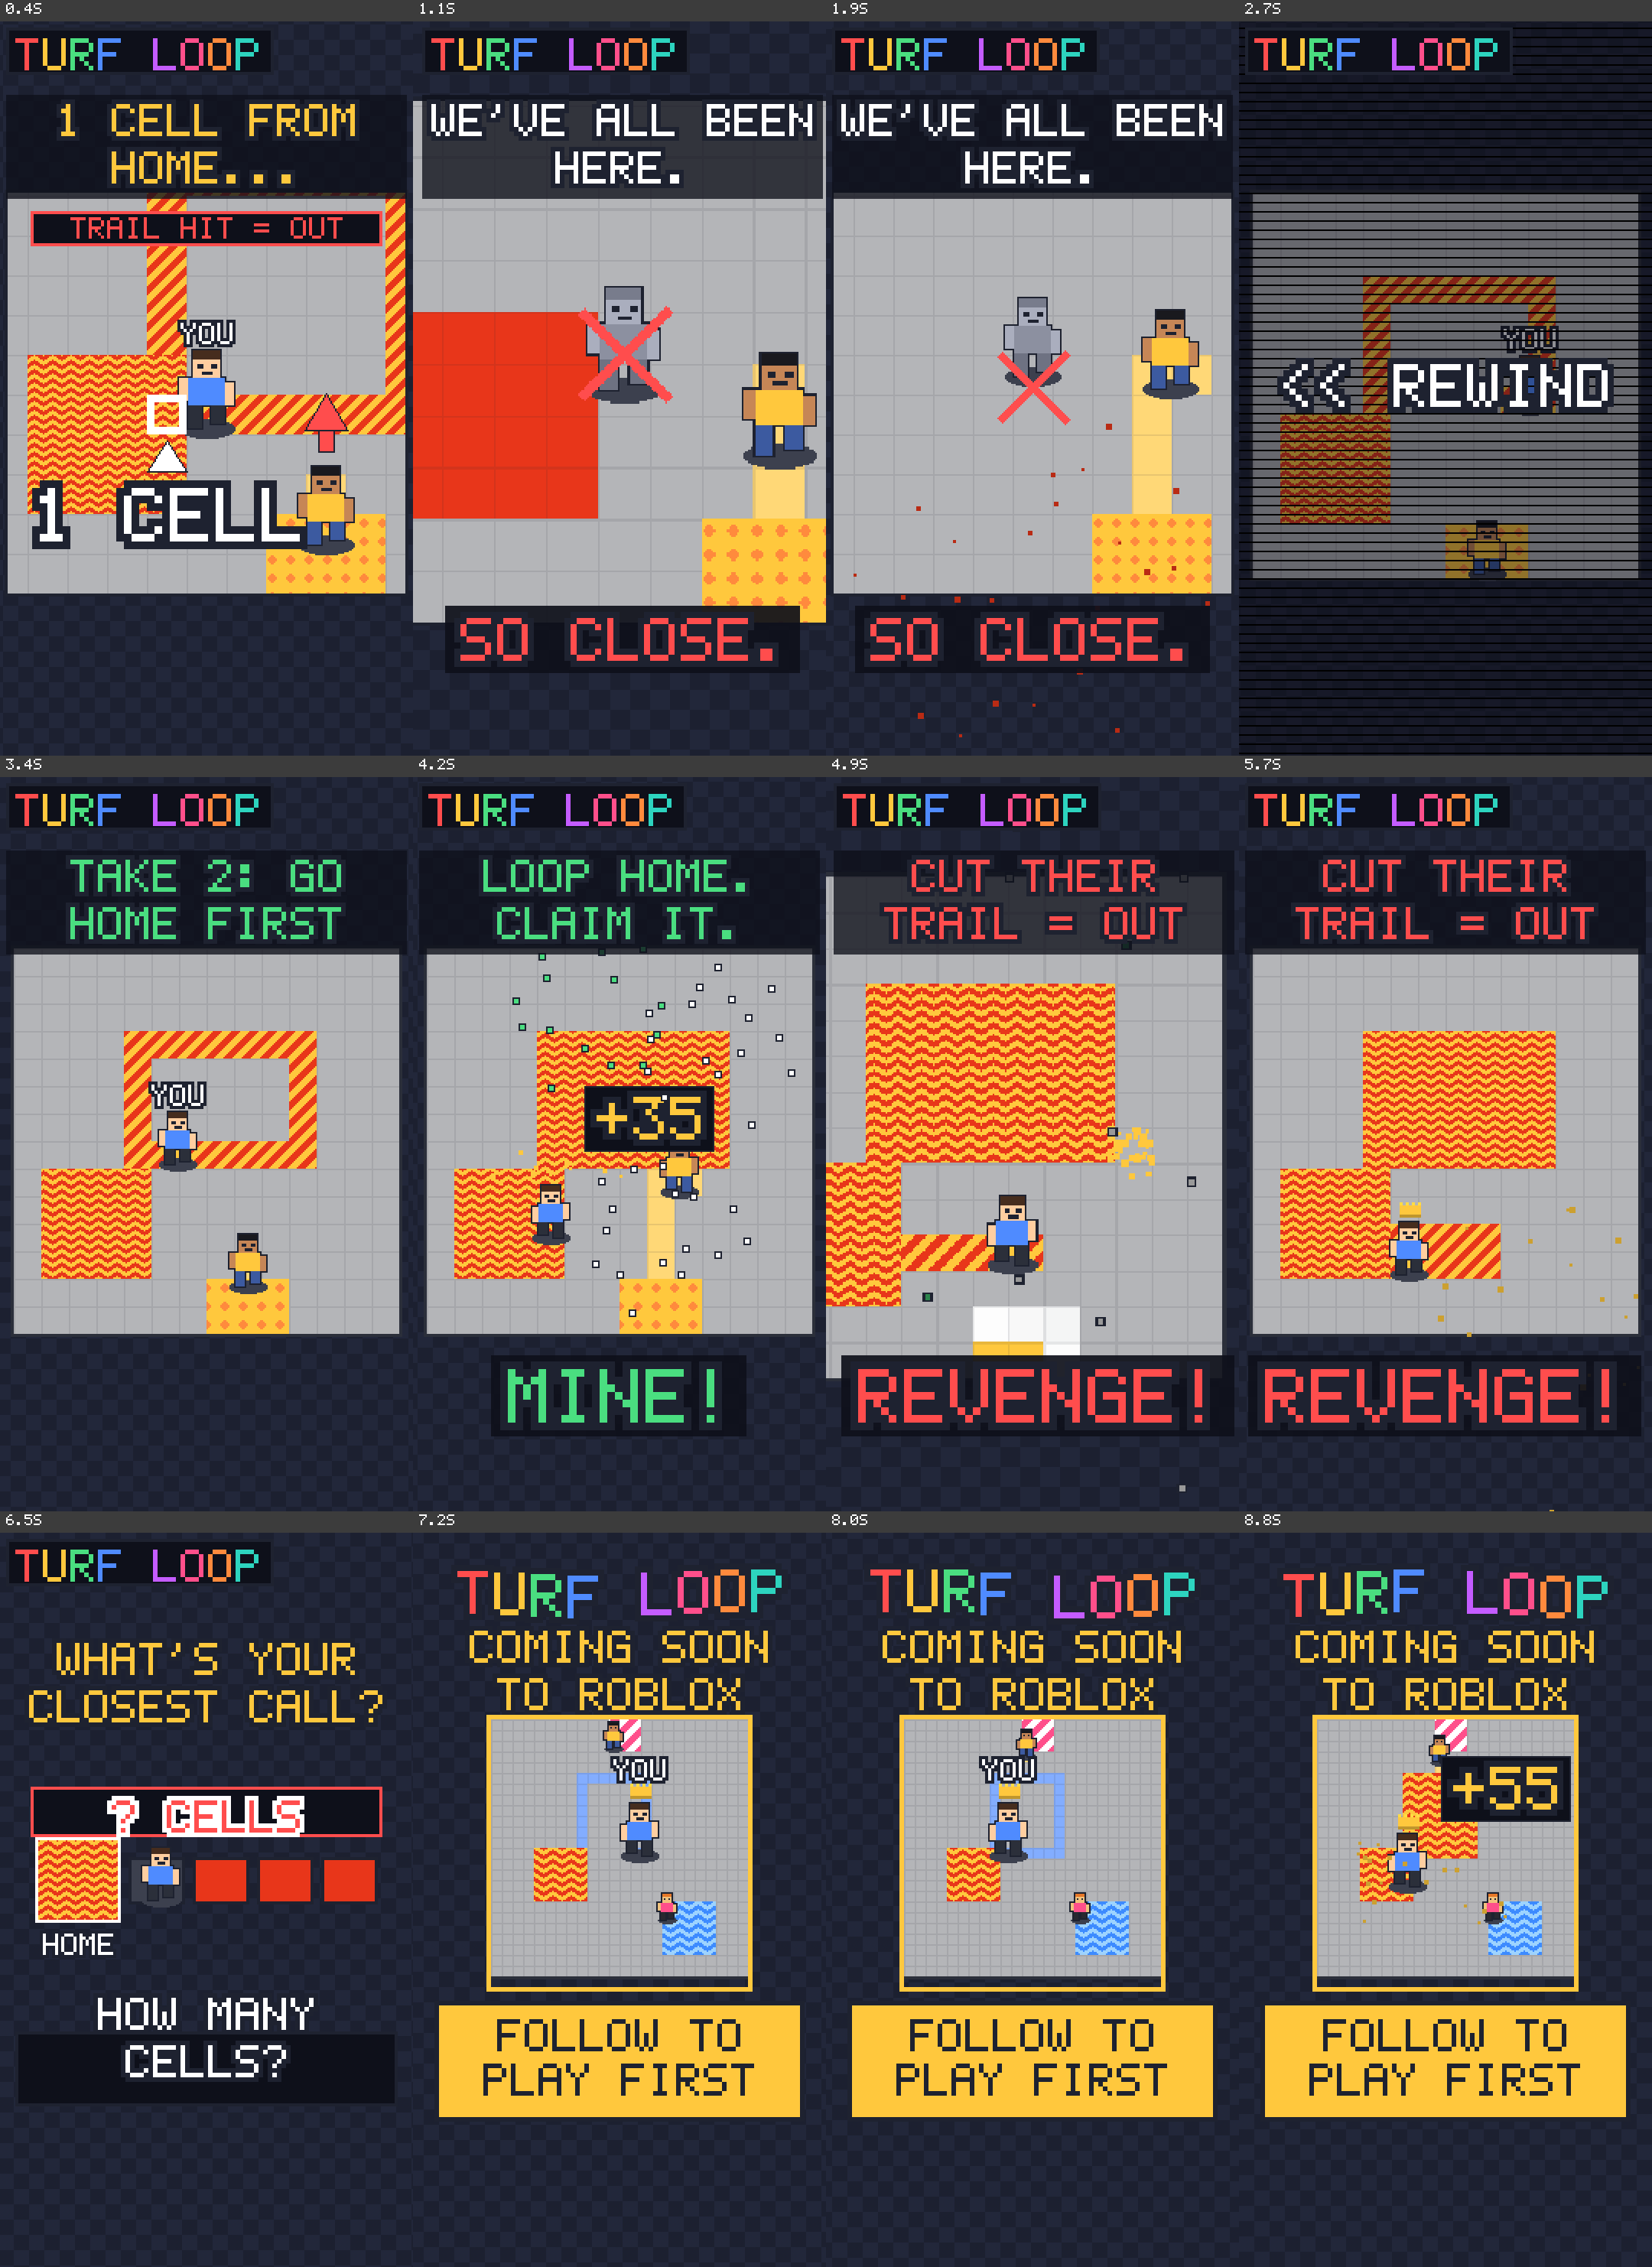 0.4S
TURF LOOP
1 CELL FROM
HOME...
TRAIL HIT = OUT
YOU
1 CELL
1.1S
TURF LOOP
WE'VE ALL BEEN
HERE.
SO CLOSE.
1.9S
TURF LOOP
WE'VE ALL BEEN
HERE.
SO CLOSE.
2.7S
TURF LOOP
YOU
<< REWIND
3.4S
TURF LOOP
TAKE 2: GO
HOME FIRST
YOU
4.2S
TURF LOOP
LOOP HOME.
CLAIM IT.
+35
MINE!
4.9S
TURF LOOP
CUT THEIR
TRAIL = OUT
REVENGE!
5.7S
TURF LOOP
CUT THEIR
TRAIL = OUT
REVENGE!
6.5S
TURF LOOP
WHAT'S YOUR
CLOSEST CALL?
? CELLS
HOME
HOW MANY
CELLS?
7.2S
TURF LOOP
COMING SOON
TO ROBLOX
YOU
FOLLOW TO
PLAY FIRST
8.0S
TURF LOOP
COMING SOON
TO ROBLOX
YOU
FOLLOW TO
PLAY FIRST
8.8S
TURF LOOP
COMING SOON
TO ROBLOX
+55
FOLLOW TO
PLAY FIRST